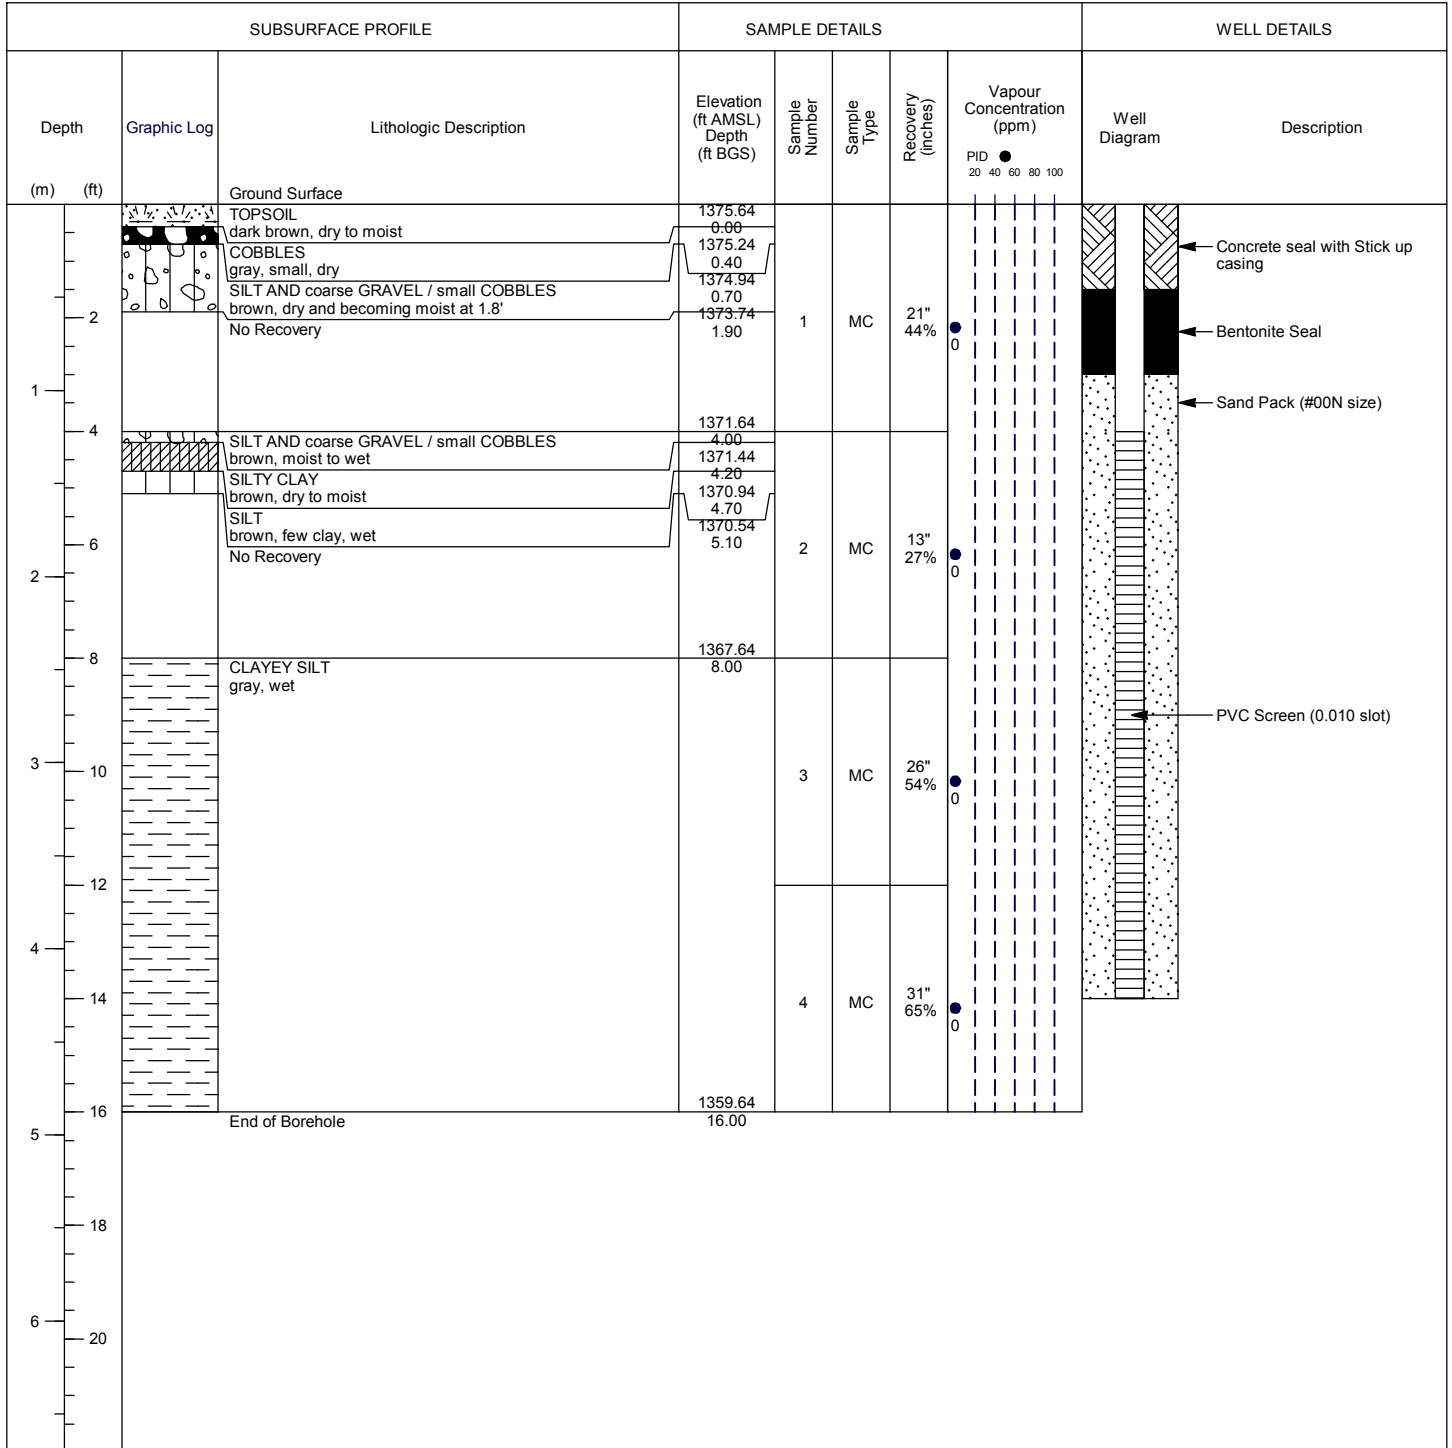 SUBSURFACE PROFILE
SAMPLE DETAILS
WELL DETAILS
Depth
(m) (ft)
Graphic Log
Lithologic Description
Elevation
(ft AMSL)
Depth
(ft BGS)
Sample
Number
Sample
Type
Recovery
(inches)
Vapour
Concentration
(ppm)
PID
20 40 60 80 100
Well
Diagram
Description
Ground Surface
TOPSOIL
dark brown, dry to moist
COBBLES
gray, small, dry
SILT AND coarse GRAVEL / small COBBLES
brown, dry and becoming moist at 1.8'
No Recovery
SILT AND coarse GRAVEL / small COBBLES
brown, moist to wet
SILTY CLAY
brown, dry to moist
SILT
brown, few clay, wet
No Recovery
CLAYEY SILT
gray, wet
End of Borehole
1375.64
0.00
1375.24
0.40
1374.94
0.70
1373.74
1.90
1371.64
4.00
1371.44
4.20
1370.94
4.70
1370.54
5.10
1367.64
8.00
1359.64
16.00
1
MC
21"
44%
0
2
MC
13"
27%
0
3
MC
26"
54%
0
4
MC
31"
65%
0
Concrete seal with Stick up
casing
Bentonite Seal
Sand Pack (#00N size)
PVC Screen (0.010 slot)
1
2
3
4
5
6
2
4
6
8
10
12
14
16
18
20